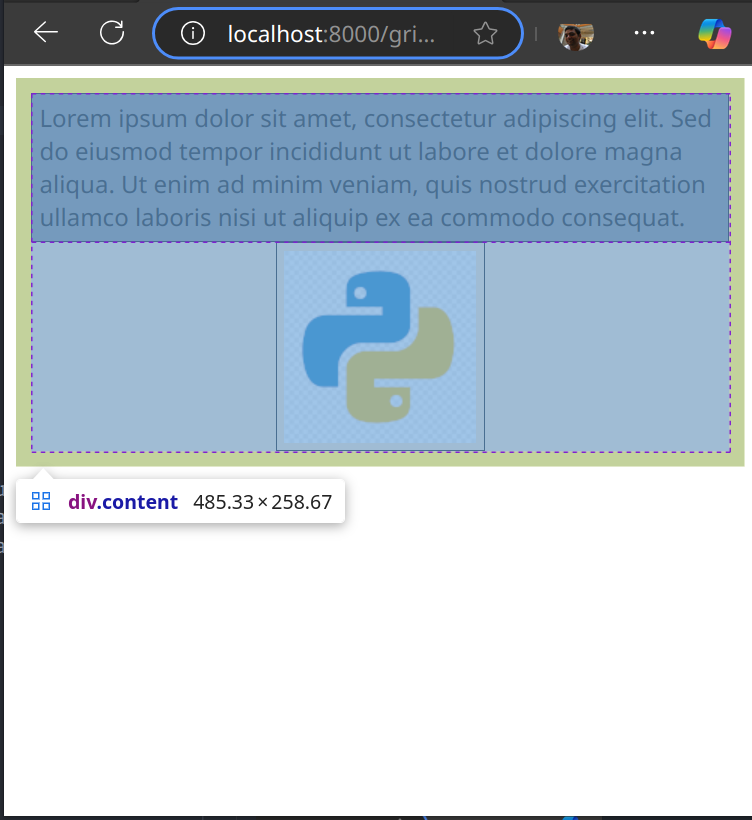 localhost:8000/gri...
Lorem ipsum dolor sit amet, consectetur adipiscing elit. Sed
do eiusmod tempor incididunt ut labore et dolore magna
aliqua. Ut enim ad minim veniam, quis nostrud exercitation
ullamco laboris nisi ut aliquip ex ea commodo consequat.
div.content 485.33×258.67